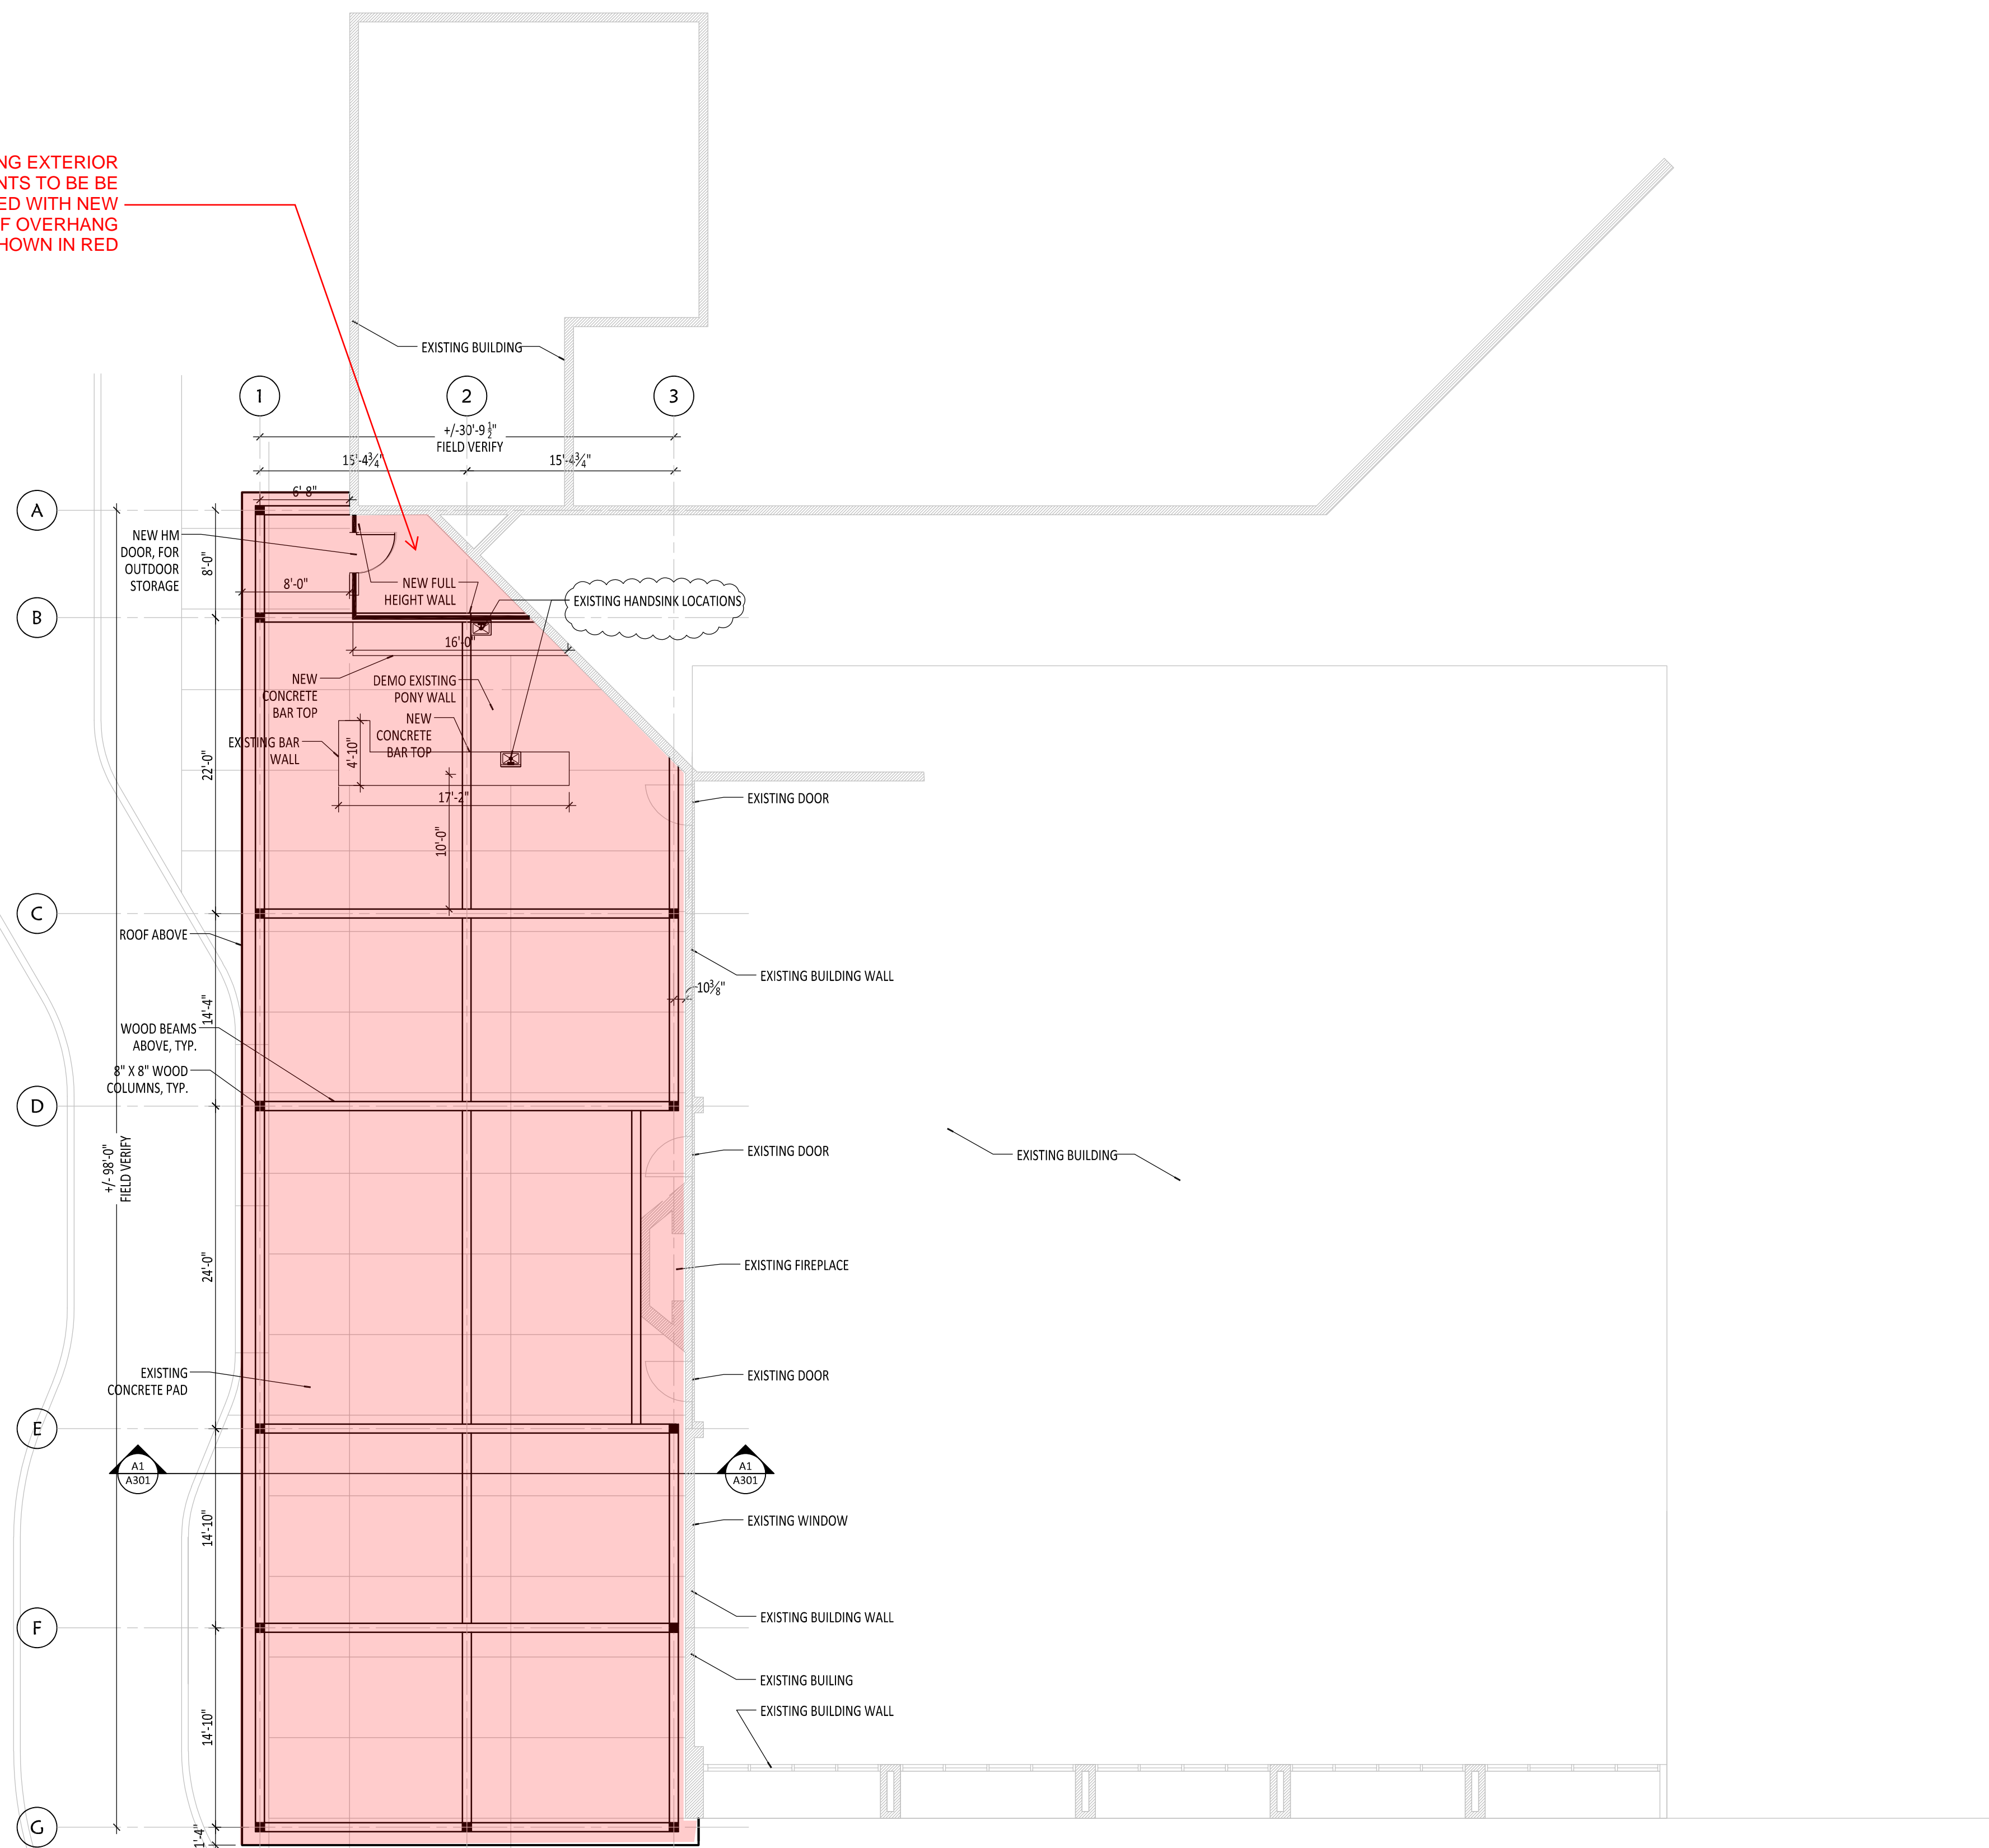 NG EXTERIOR
NTS TO BE BE
ED WITH NEW
F OVERHANG
HOWN IN RED
EXISTING BUILDING
1
2
3
+/-30'-9 1/2"
FIELD VERIFY
15'-4 3/4"
15'-4 3/4"
6'-8"
A
NEW HM
DOOR, FOR
OUTDOOR
STORAGE
8'-0"
8'-0"
NEW FULL
HEIGHT WALL
EXISTING HANDSINK LOCATIONS
B
16'-0"
NEW
CONCRETE
BAR TOP
DEMO EXISTING
PONY WALL
NEW
CONCRETE
BAR TOP
EXISTING BAR
WALL
4'-10"
22'-0"
17'-2"
10'-0"
EXISTING DOOR
C
ROOF ABOVE
EXISTING BUILDING WALL
10 3/8"
14'-4"
WOOD BEAMS
ABOVE, TYP.
8" X 8" WOOD
COLUMNS, TYP.
D
+/- 98'-0"
FIELD VERIFY
EXISTING DOOR
EXISTING BUILDING
24'-0"
EXISTING FIREPLACE
EXISTING
CONCRETE PAD
EXISTING DOOR
E
A1
A301
A1
A301
14'-10"
EXISTING WINDOW
EXISTING BUILDING WALL
F
EXISTING BUILING
EXISTING BUILDING WALL
14'-10"
G
1'-4"